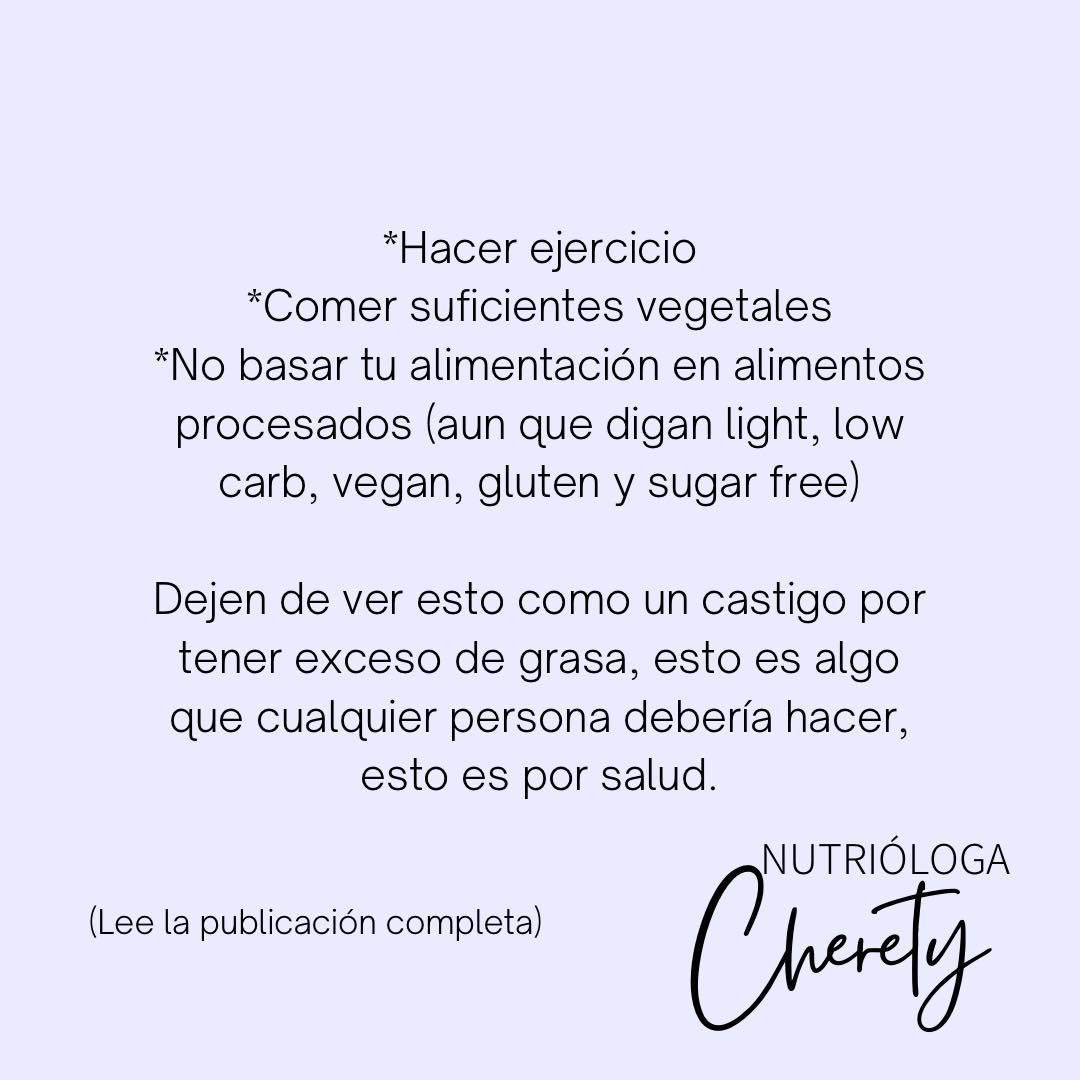 *Hacer ejercicio
*Comer suficientes vegetales
*No basar tu alimentación en alimentos
procesados (aun que digan light, low
carb, vegan, gluten y sugar free)
Dejen de ver esto como un castigo por
tener exceso de grasa, esto es algo
que cualquier persona debería hacer,
esto es por salud.
(Lee la publicación completa)
NUTRIÓLOGA
Cherety